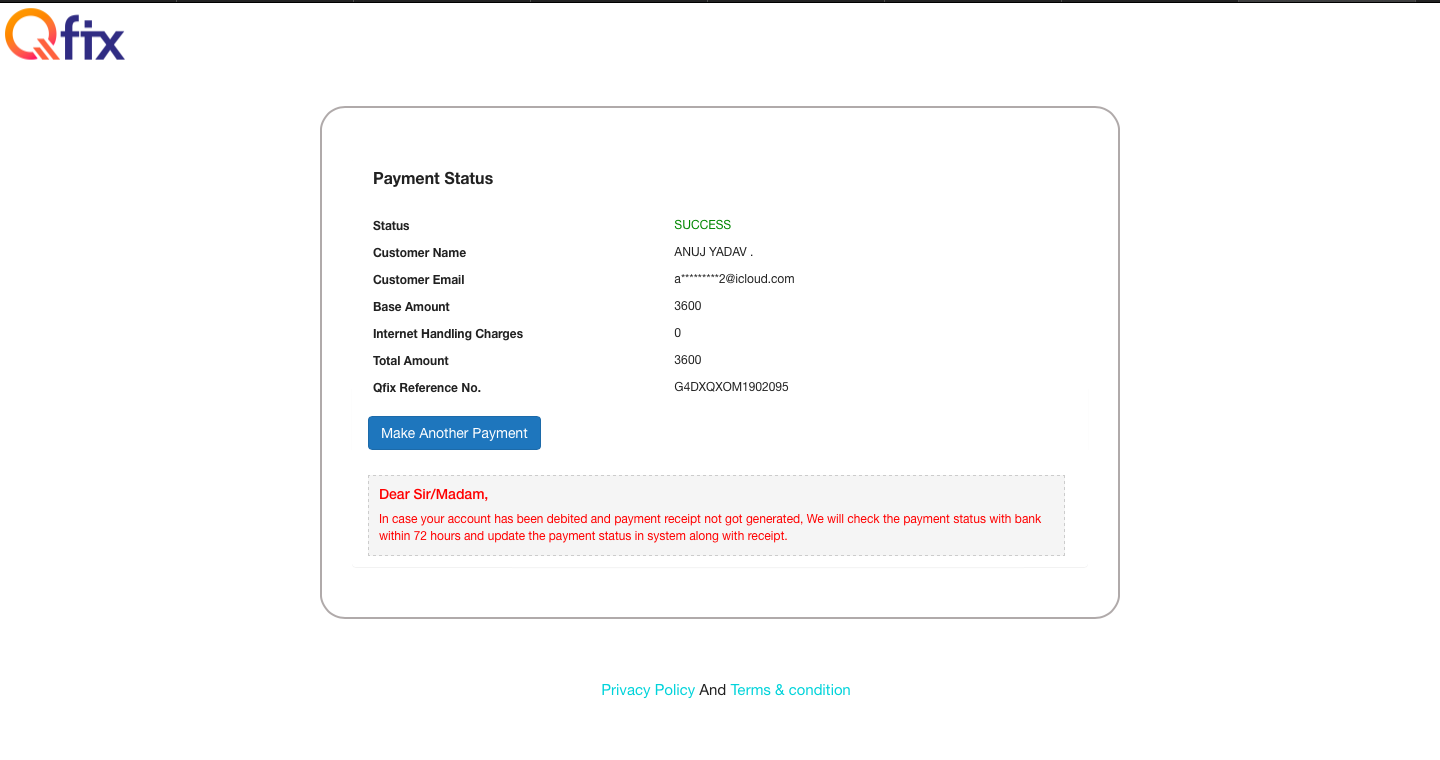 Qfix
Payment Status
Status SUCCESS
Customer Name ANUJ YADAV .
Customer Email a*********2@icloud.com
Base Amount 3600
Internet Handling Charges 0
Total Amount 3600
Qfix Reference No. G4DXQXOM1902095
Make Another Payment
Dear Sir/Madam,
In case your account has been debited and payment receipt not got generated, We will check the payment status with bank
within 72 hours and update the payment status in system along with receipt.
Privacy Policy And Terms & condition